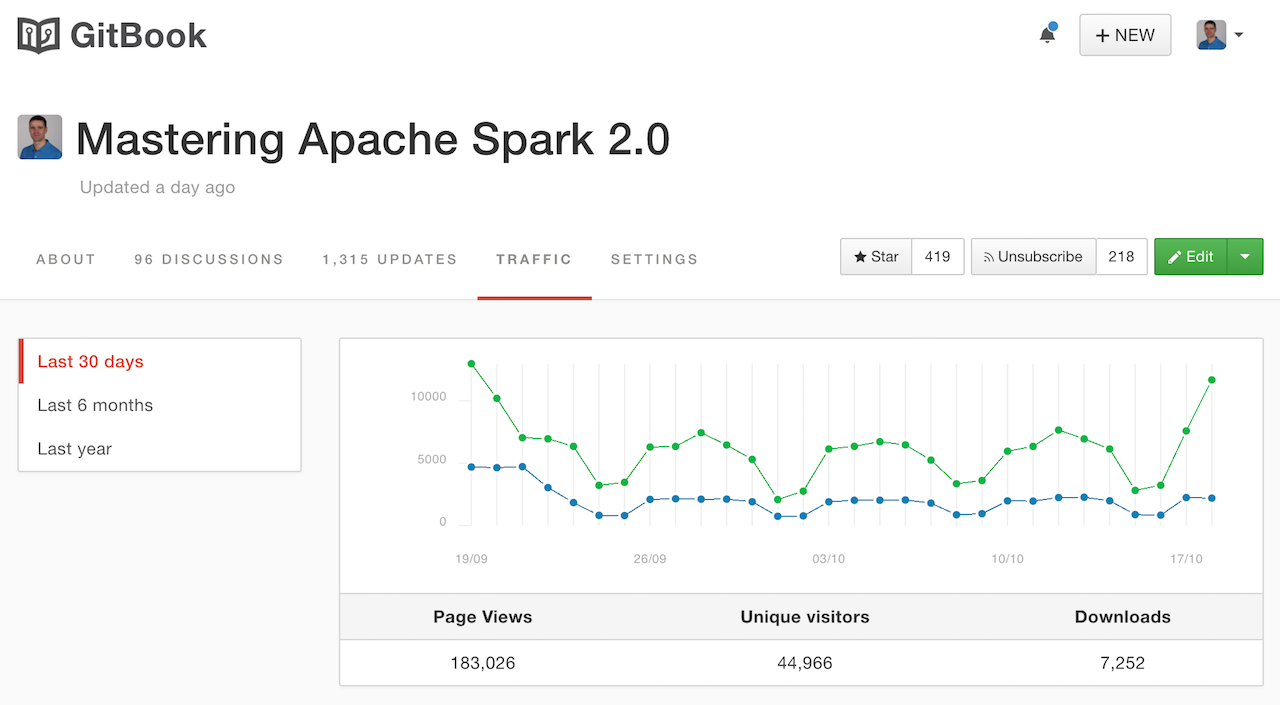 GitBook
+ NEW
Mastering Apache Spark 2.0
Updated a day ago
ABOUT 96 DISCUSSIONS 1,315 UPDATES TRAFFIC SETTINGS
Star 419 Unsubscribe 218 Edit
Last 30 days
Last 6 months
Last year
10000
5000
0
19/09 26/09 03/10 10/10 17/10
Page Views Unique visitors Downloads
183,026 44,966 7,252